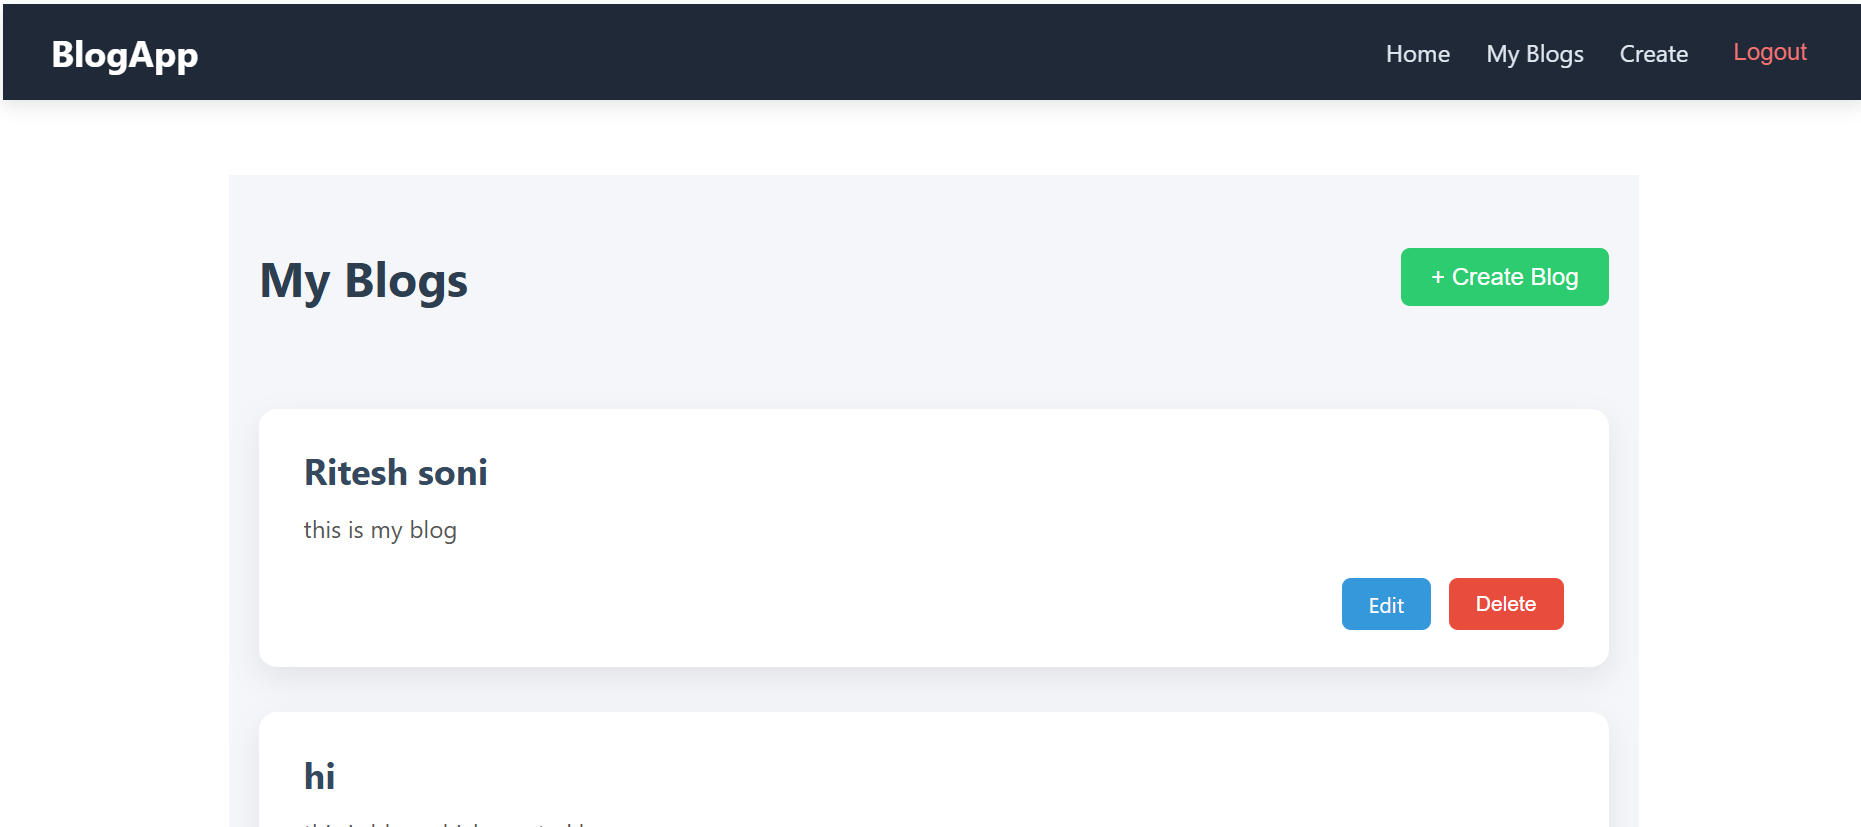 BlogApp
Home My Blogs Create Logout
My Blogs
+ Create Blog
Ritesh soni
this is my blog
Edit Delete
hi